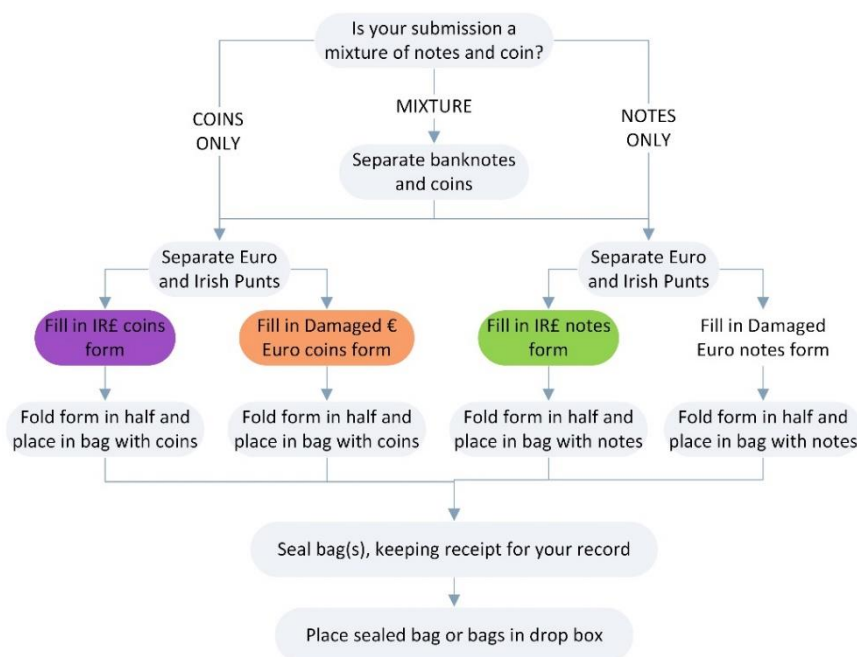 Is your submission a
mixture of notes and coin?
COINS
ONLY
MIXTURE
NOTES
ONLY
Separate banknotes
and coins
Separate Euro
and Irish Punts
Separate Euro
and Irish Punts
Fill in IR£ coins
form
Fill in Damaged €
Euro coins form
Fill in IR£ notes
form
Fill in Damaged
Euro notes form
Fold form in half and
place in bag with coins
Fold form in half and
place in bag with coins
Fold form in half and
place in bag with notes
Fold form in half and
place in bag with notes
Seal bag(s), keeping receipt for your record
Place sealed bag or bags in drop box